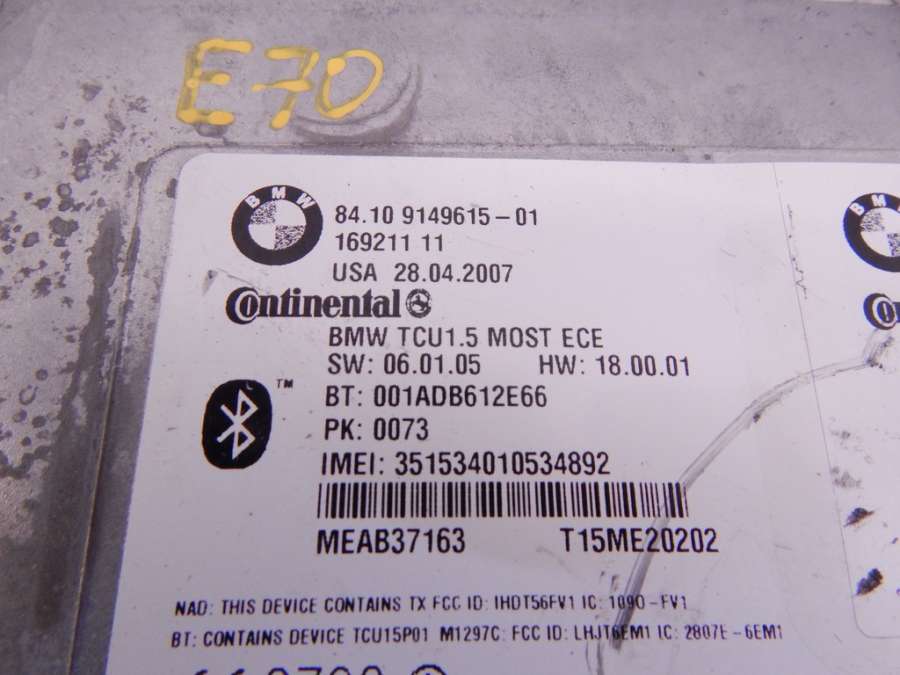 E70
BMW
84.10 9149615-01
169211 11
USA 28.04.2007
Continental
BMW TCU1.5 MOST ECE
SW: 06.01.05 HW: 18.00.01
BT: 001ADB612E66
TM
PK: 0073
IMEI: 351534010534892
MEAB37163 T15ME20202
NAD: THIS DEVICE CONTAINS TX FCC ID: IHDT56FV1 IC: 1090-FV1
BT: CONTAINS DEVICE TCU15P01 M1297C: FCC ID: LHJT6EM1 IC: 2807E-6EM1